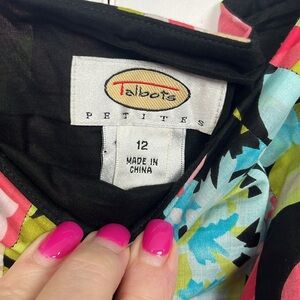 Talbots
PETITES
12
MADE IN
CHINA